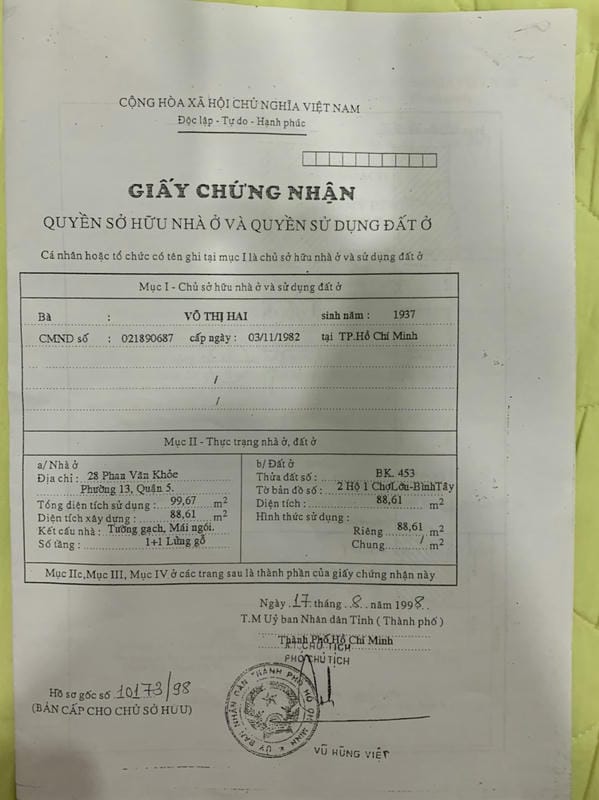 CỘNG HÒA XÃ HỘI CHỦ NGHĨA VIỆT NAM
Độc lập - Tự do - Hạnh phúc
GIẤY CHỨNG NHẬN
QUYỀN SỞ HỮU NHÀ Ở VÀ QUYỀN SỬ DỤNG ĐẤT Ở
Cá nhân hoặc tổ chức có tên ghi tại mục I là chủ sở hữu nhà ở và sử dụng đất ở
Mục I - Chủ sở hữu nhà ở và sử dụng đất ở
Bà : VÕ THỊ HAI sinh năm : 1937
CMND số : 021890687 cấp ngày : 03/11/1982 tại TP.Hồ Chí Minh
/
/
Mục II - Thực trạng nhà ở, đất ở
a/ Nhà ở
Địa chỉ : 28 Phan Văn Khỏe
Phường 13, Quận 5.
Tổng diện tích sử dụng : 99,67 m2
Diện tích xây dựng : 88,61 m2
Kết cấu nhà : Tường gạch, Mái ngói.
Số tầng : 1+1 Lửng gỗ
b/ Đất ở
Thửa đất số : BK. 453
Tờ bản đồ số : 2 Hộ 1 ChợLớn-BìnhTây
Diện tích : 88,61 m2
Hình thức sử dụng :
Riêng 88,61 m2
Chung / m2
Mục IIc,Mục III, Mục IV ở các trang sau là thành phần của giấy chứng nhận này
Ngày 17 tháng 8 năm 1998.
T.M Uỷ ban Nhân dân Tỉnh ( Thành phố )
Thành Phố Hồ Chí Minh
KT.CHỦ TỊCH
PHÓ CHỦ TỊCH
Hồ sơ gốc số 10173/98
(BẢN CẤP CHO CHỦ SỞ HỮU)
ỦY BAN NHÂN DÂN THÀNH PHỐ HỒ CHÍ MINH
VŨ HÙNG VIỆT